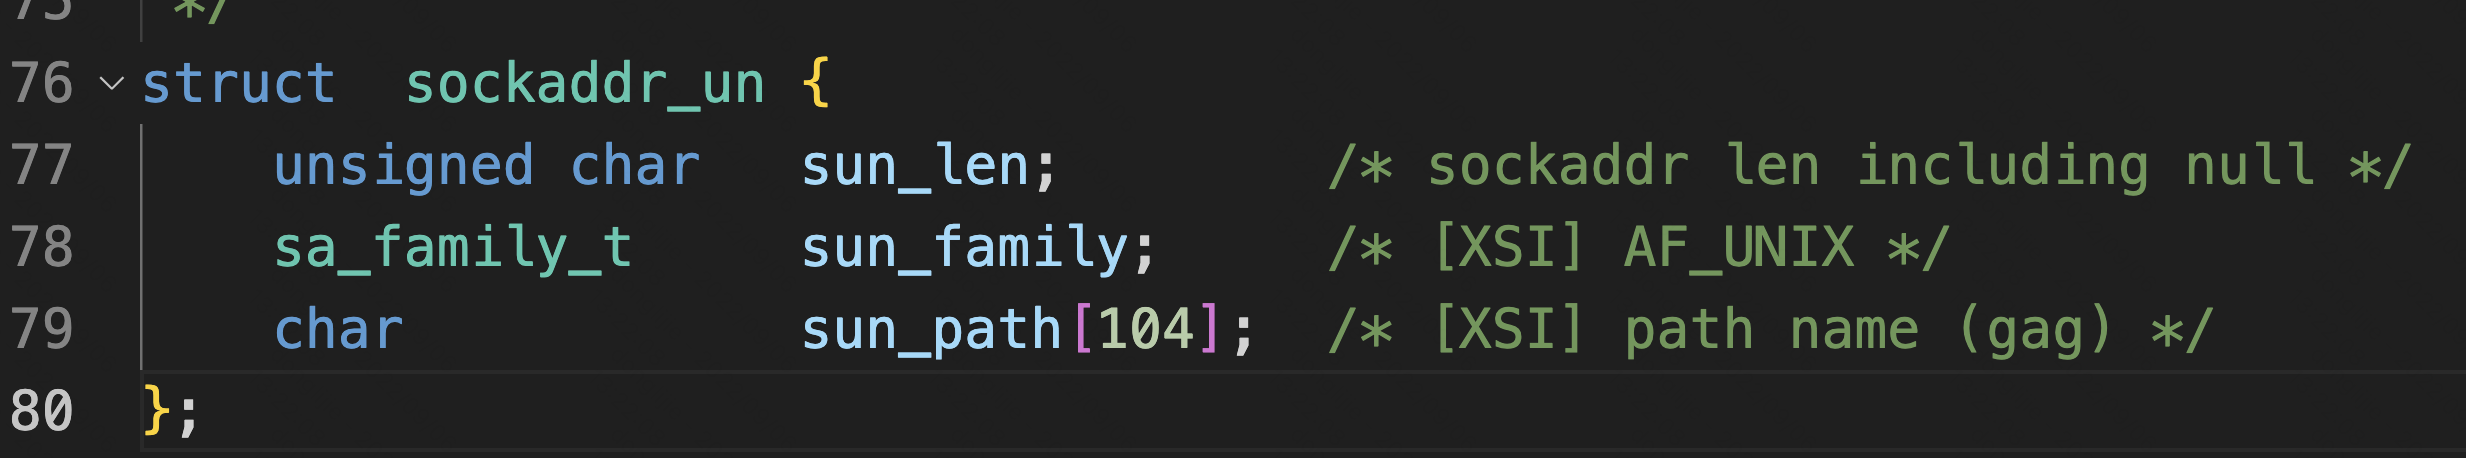 75 */
76 struct  sockaddr_un {
77     unsigned char   sun_len;        /* sockaddr len including null */
78     sa_family_t     sun_family;     /* [XSI] AF_UNIX */
79     char            sun_path[104];  /* [XSI] path name (gag) */
80 };